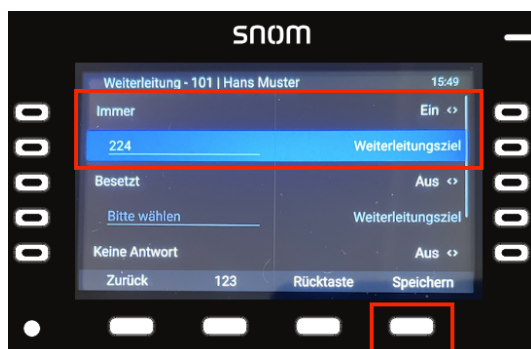 snom
Weiterleitung - 101 | Hans Muster 15:49
Immer Ein <>
224 Weiterleitungsziel
Besetzt Aus <>
Bitte wählen Weiterleitungsziel
Keine Antwort Aus <>
Zurück 123 Rücktaste Speichern